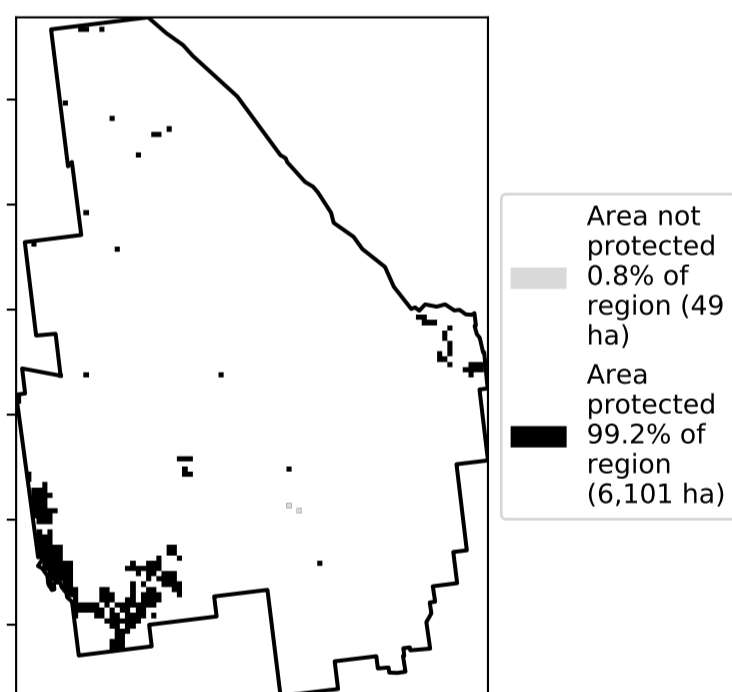 Area not
protected
0.8% of
region (49
ha)
Area
protected
99.2% of
region
(6,101 ha)